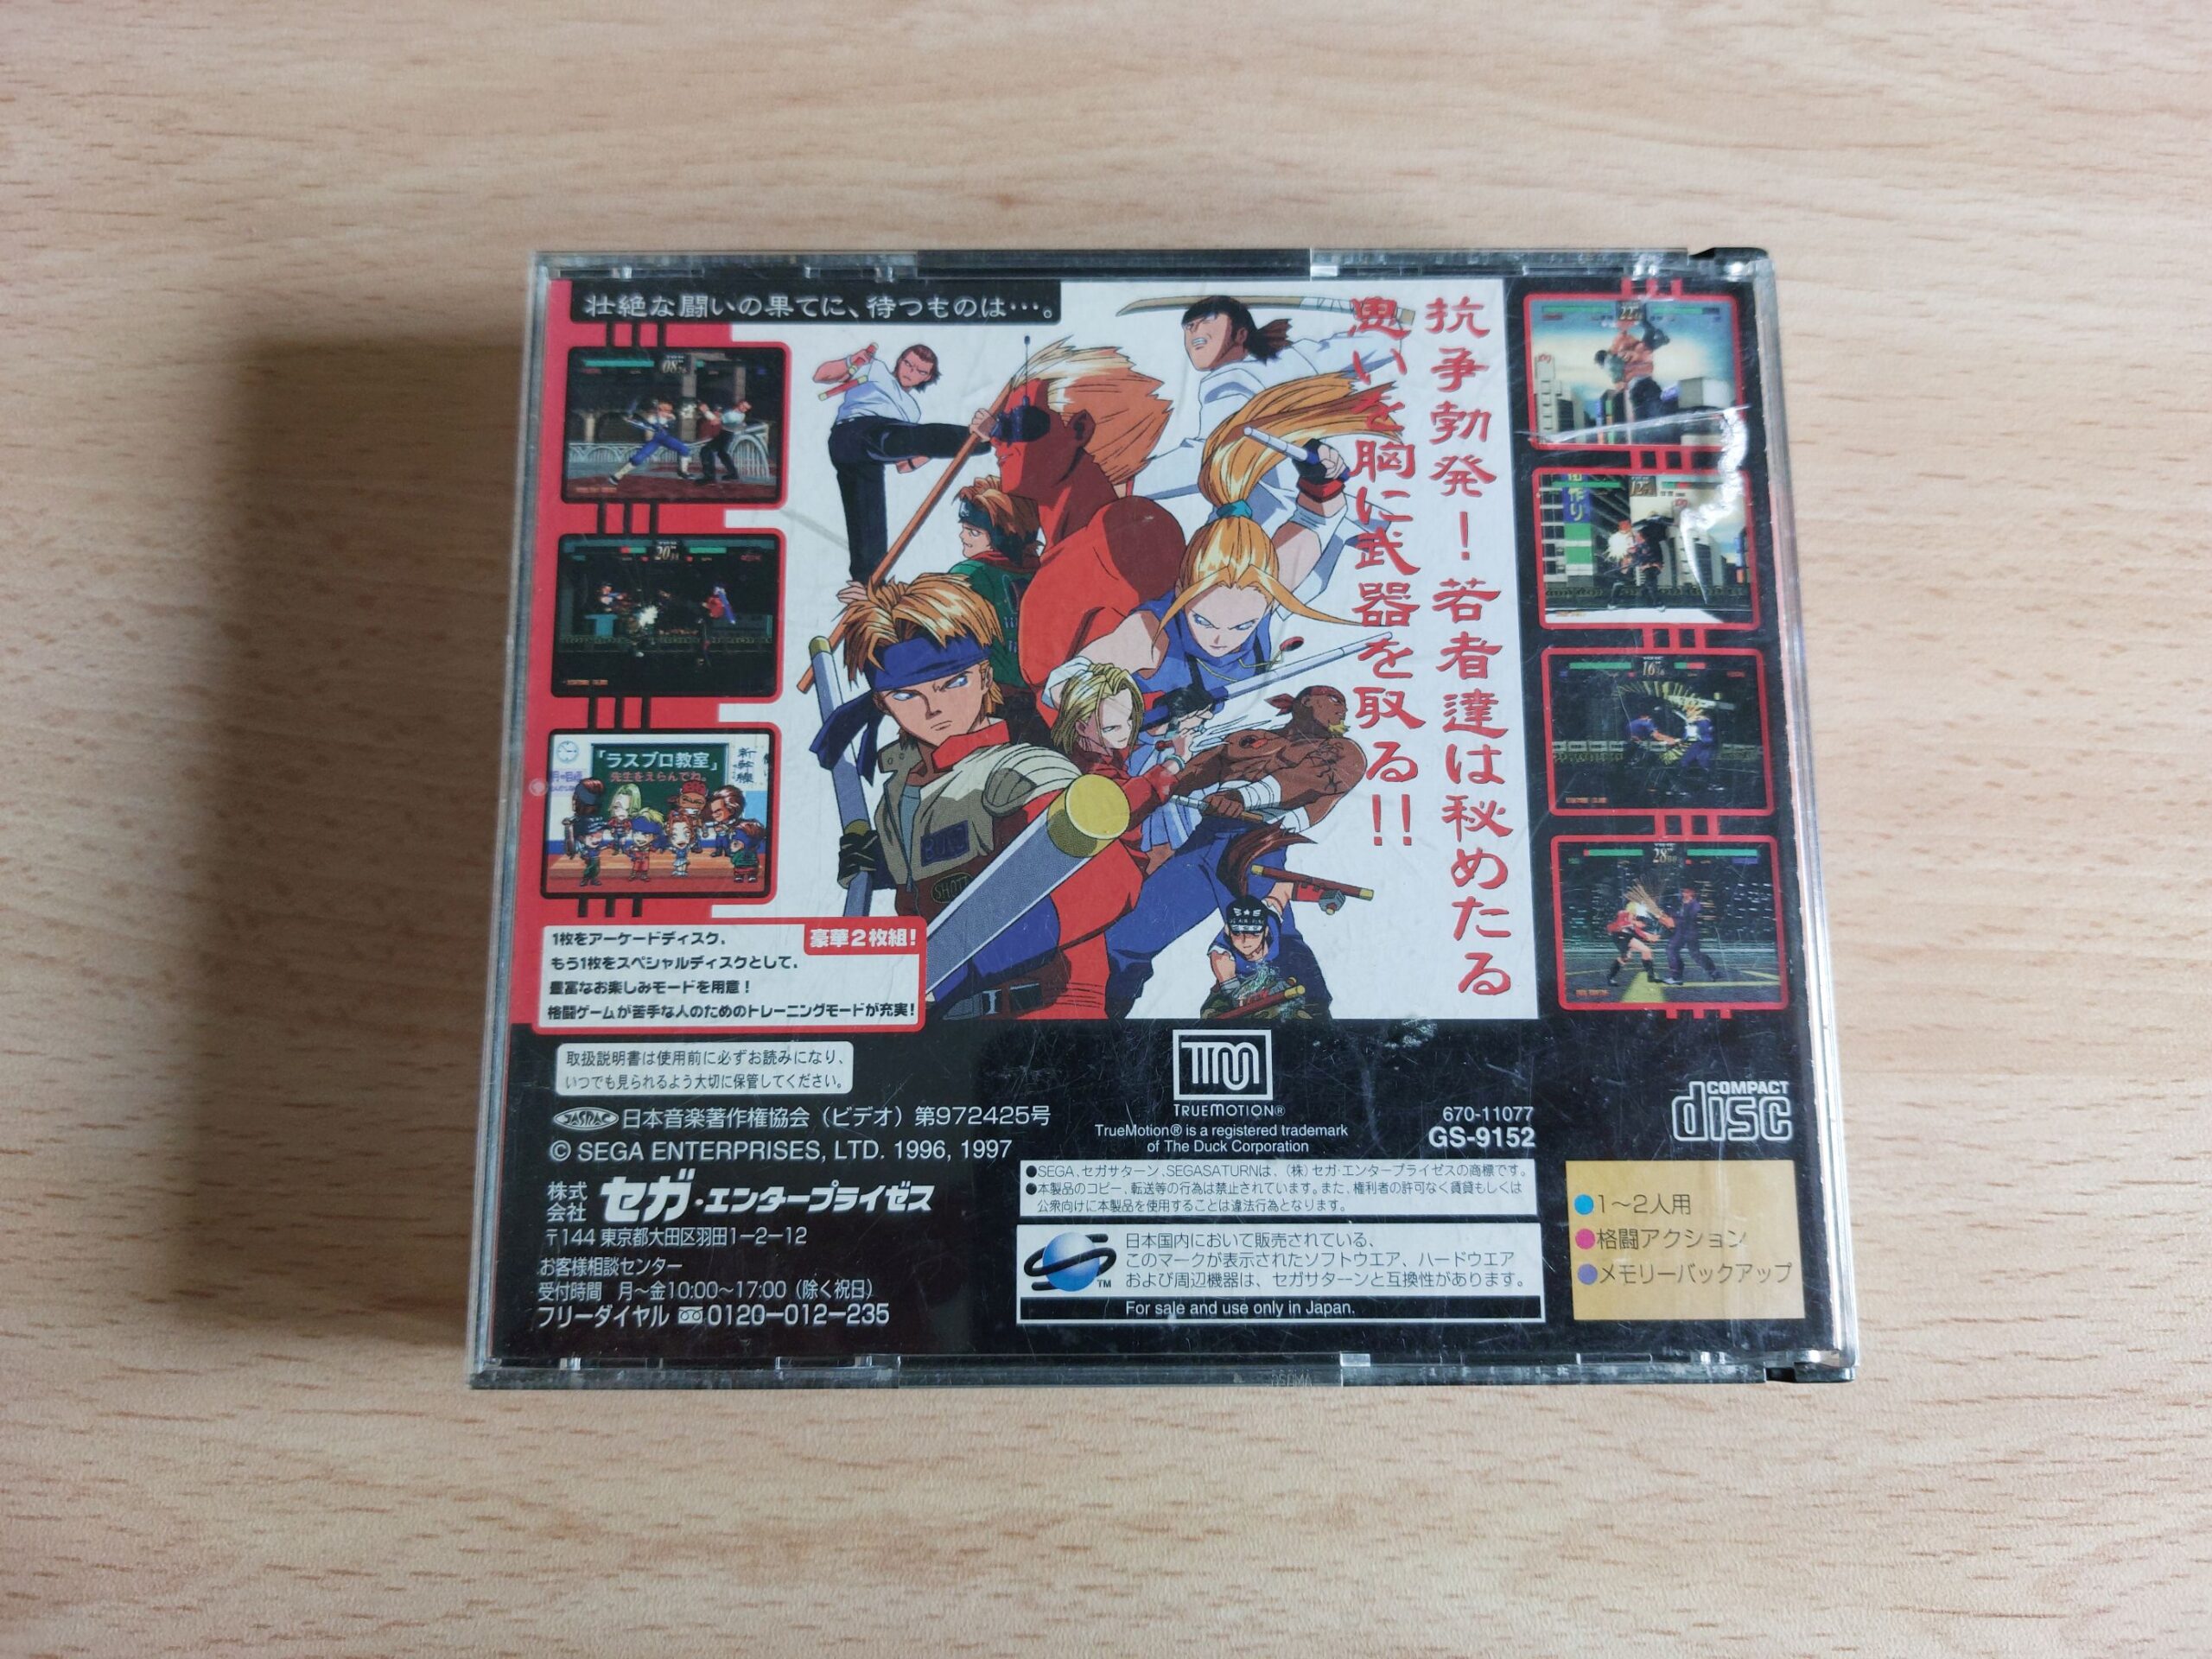 壮絶な闘いの果てに、待つものは…。
抗争勃発！若者達は秘めたる
思いを胸に武器を取る!!
「ラスブロ教室」
先生をえらんでね。
新幹線
豪華2枚組！
1枚をアーケードディスク、
もう1枚をスペシャルディスクとして、
豊富なお楽しみモードを用意！
格闘ゲームが苦手な人のためのトレーニングモードが充実！
取扱説明書は使用前に必ずお読みになり、
いつでも見られるよう大切に保管してください。
JASRAC 日本音楽著作権協会（ビデオ）第972425号
© SEGA ENTERPRISES, LTD. 1996, 1997
株式会社 セガ・エンタープライゼス
〒144 東京都大田区羽田1−2−12
お客様相談センター
受付時間 月〜金10:00〜17:00（除く祝日）
フリーダイヤル 0120−012−235
TM
TRUEMOTION®
TrueMotion® is a registered trademark
of The Duck Corporation
670-11077
GS-9152
COMPACT
disc
●SEGA、セガサターン、SEGASATURNは、（株）セガ・エンタープライゼスの商標です。
●本製品のコピー、転送等の行為は禁止されています。また、権利者の許可なく賃貸もしくは
公衆向けに本製品を使用することは違法行為となります。
TM
日本国内において販売されている、
このマークが表示されたソフトウエア、ハードウエア
および周辺機器は、セガサターンと互換性があります。
For sale and use only in Japan.
●1〜2人用
●格闘アクション
●メモリーバックアップ